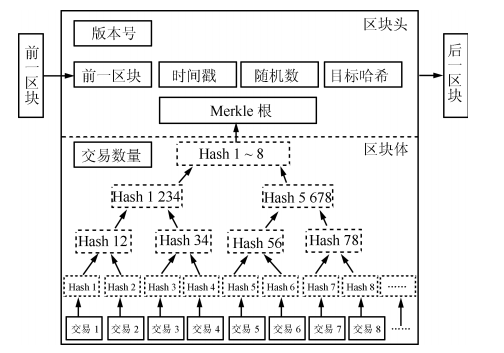 区块头
版本号
前一区块
前一区块
时间戳
随机数
目标哈希
后一区块
Merkle 根
区块体
交易数量
Hash 1 ~ 8
Hash 1 234
Hash 5 678
Hash 12
Hash 34
Hash 56
Hash 78
Hash 1
Hash 2
Hash 3
Hash 4
Hash 5
Hash 6
Hash 7
Hash 8
……
交易 1
交易 2
交易 3
交易 4
交易 5
交易 6
交易 7
交易 8
……